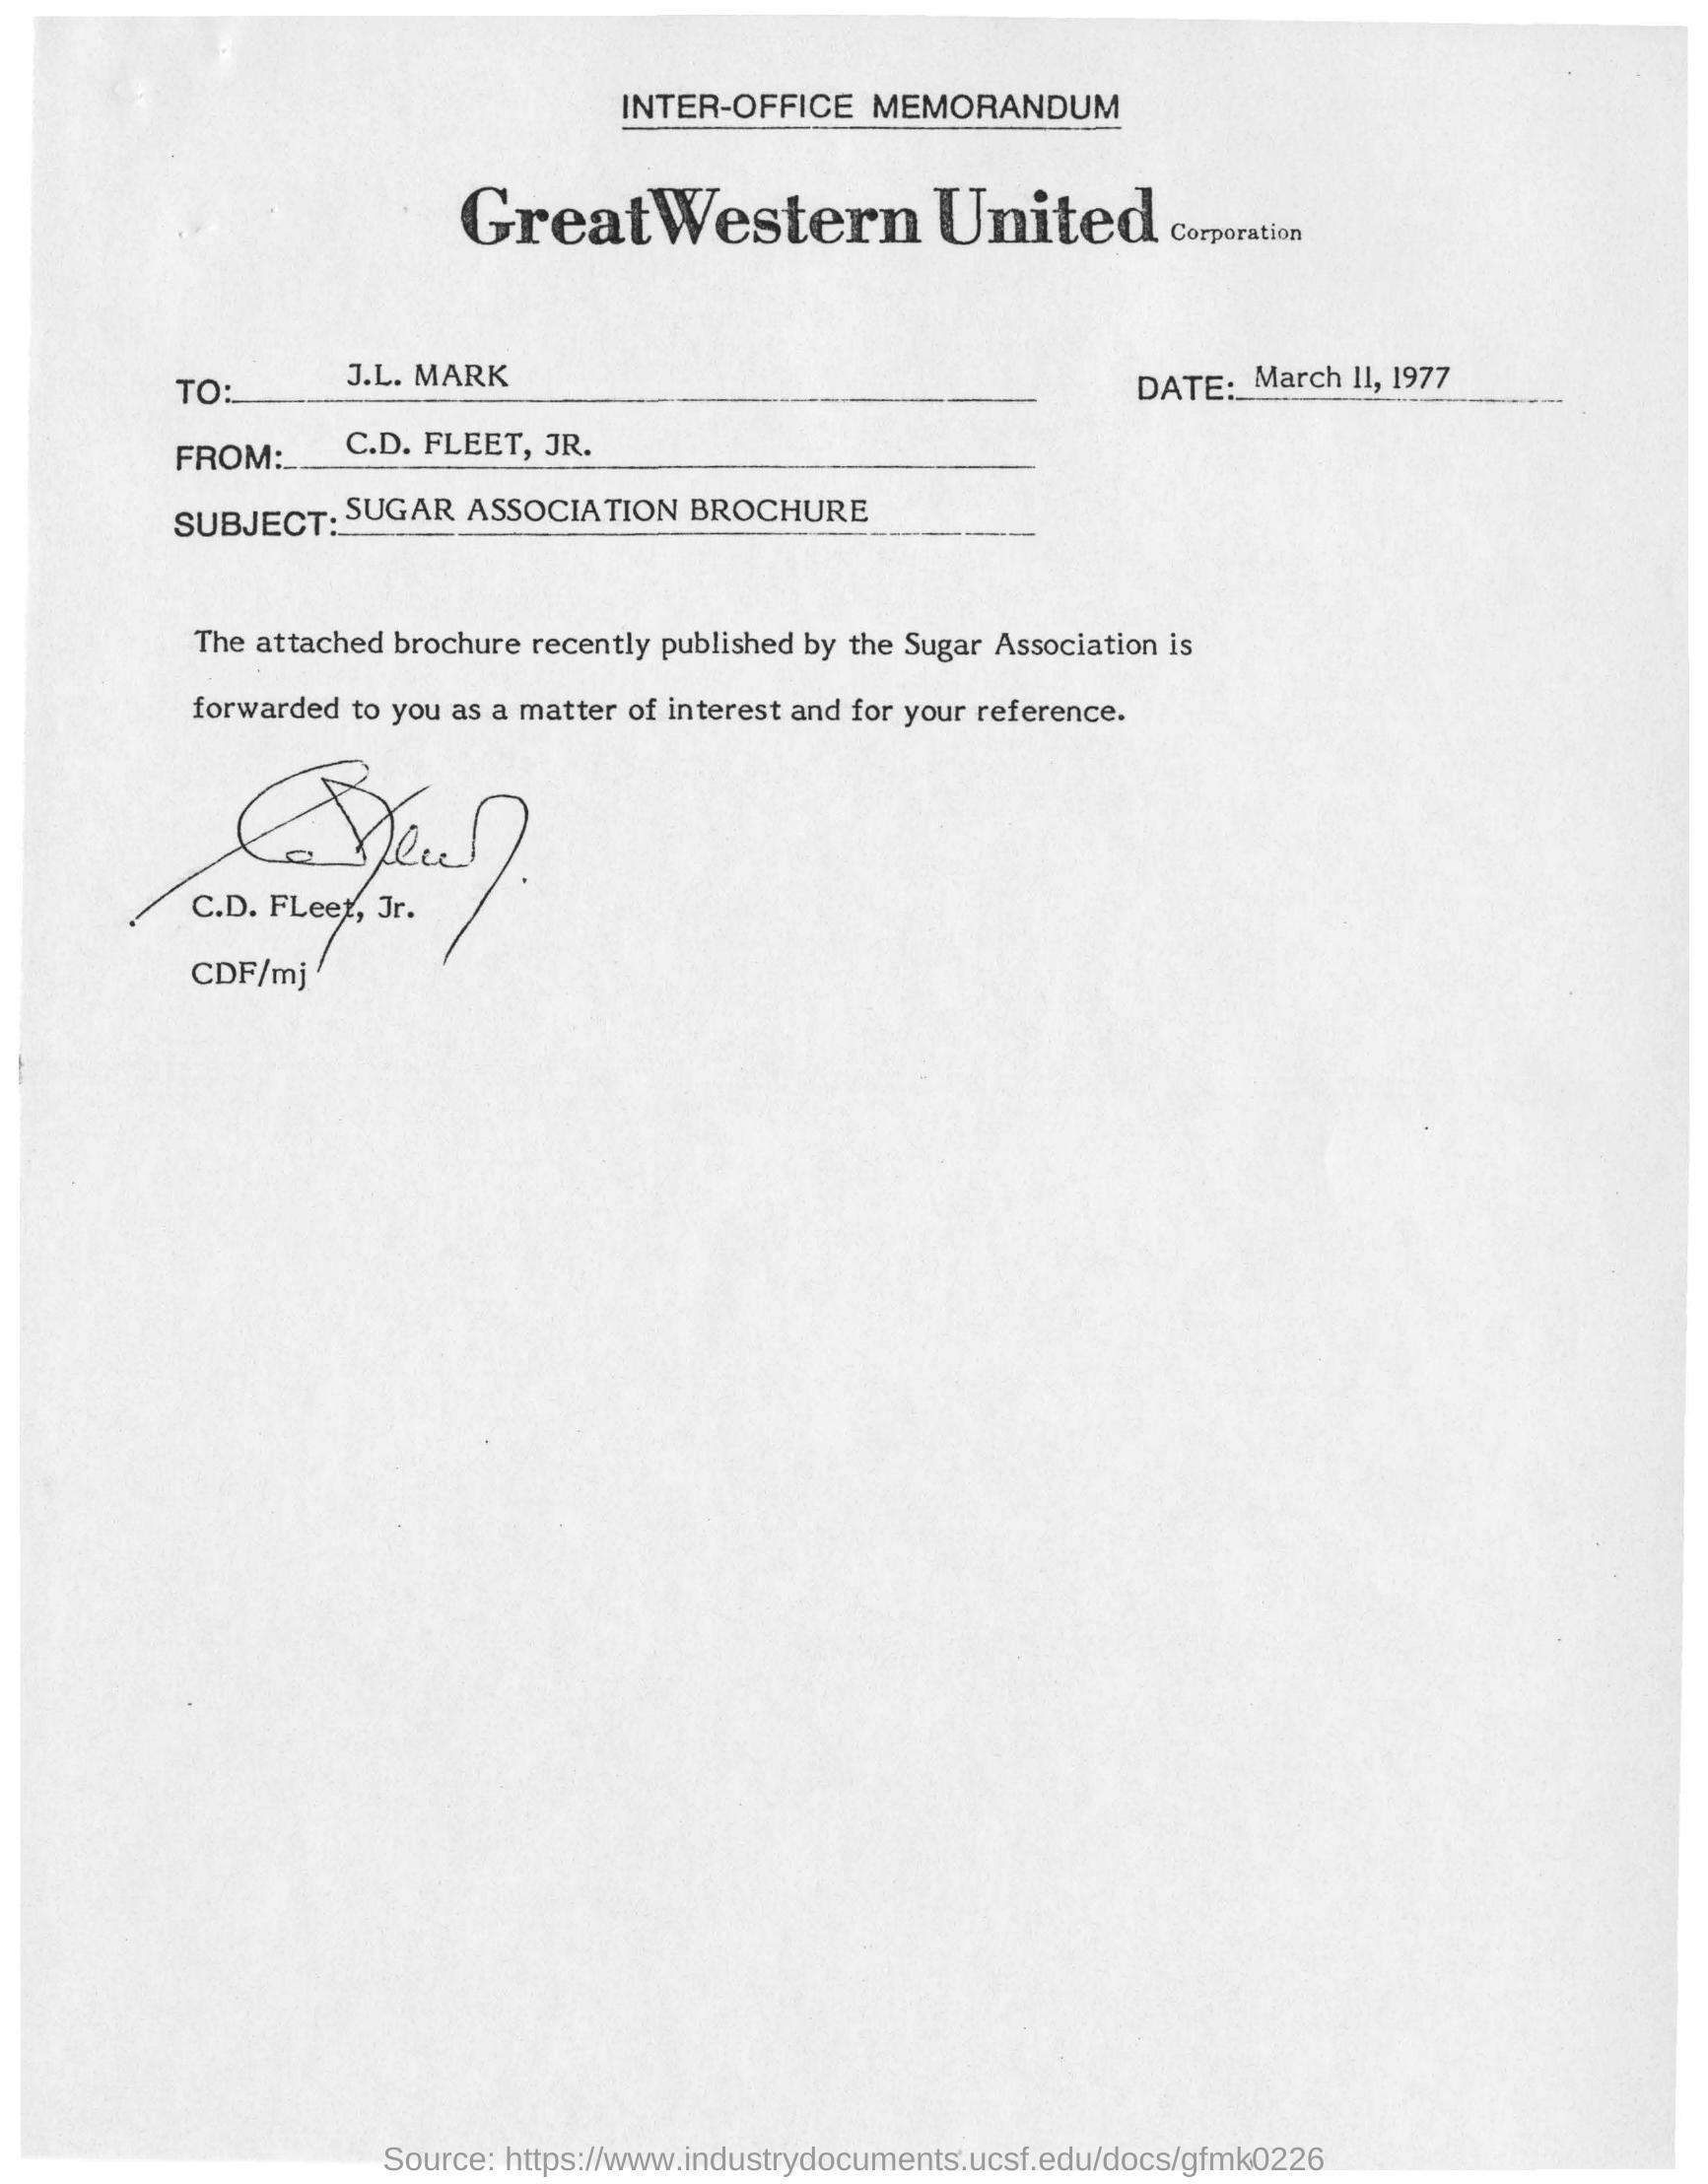 INTER-OFFICE MEMORANDUM
GreatWestern United Corporation
TO: J.L. MARK DATE: March 11, 1977
FROM: C.D. FLEET, JR.
SUBJECT: SUGAR ASSOCIATION BROCHURE
The attached brochure recently published by the Sugar Association is
forwarded to you as a matter of interest and for your reference.
C.D. FLeet, Jr.
CDF/mj
Source: https://www.industrydocuments.ucsf.edu/docs/gfmk0226